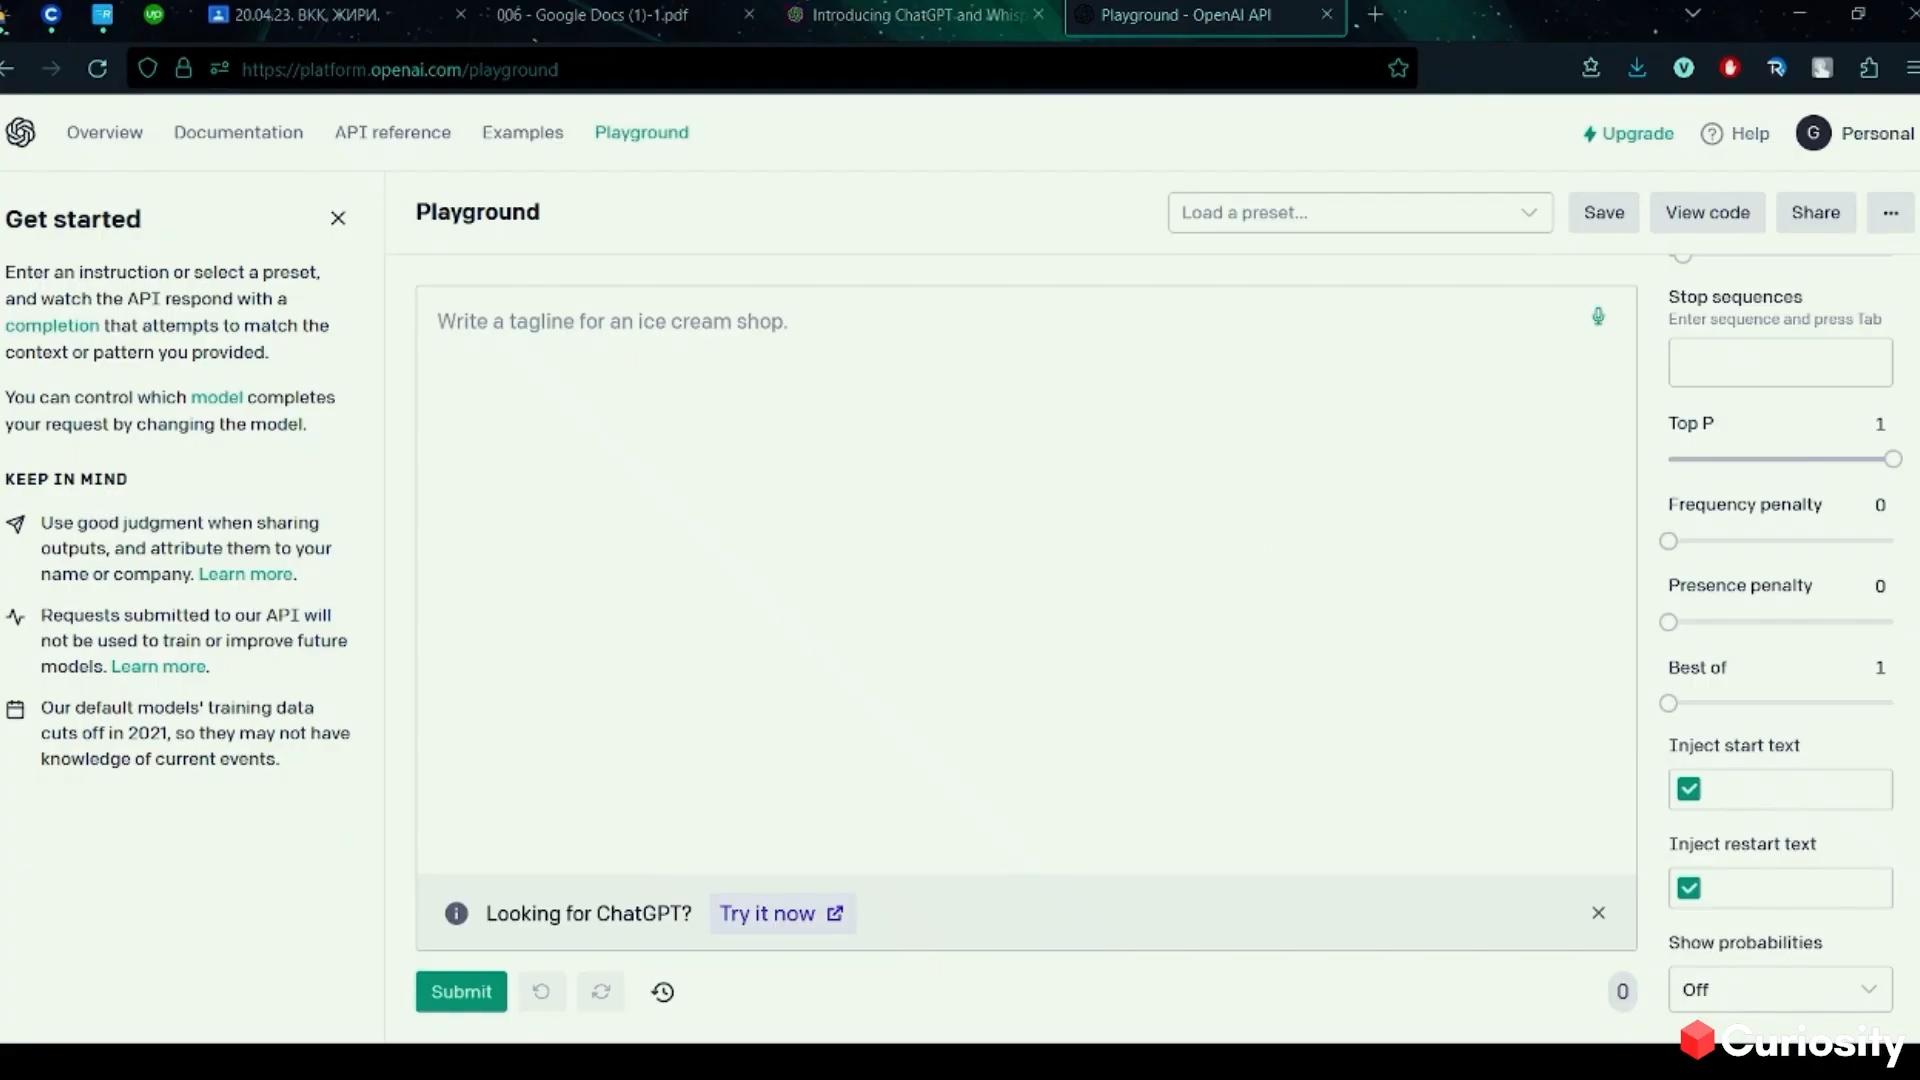 20.04.23. ВКК, ЖИРИ.
006 - Google Docs (1)-1.pdf
Introducing ChatGPT and Whisp
Playground - OpenAI API
https://platform.openai.com/playground
Overview
Documentation
API reference
Examples
Playground
Upgrade
Help
G
Personal
Get started
Playground
Load a preset...
Save
View code
Share
Enter an instruction or select a preset,
and watch the API respond with a
completion that attempts to match the
context or pattern you provided.
You can control which model completes
your request by changing the model.
KEEP IN MIND
Use good judgment when sharing
outputs, and attribute them to your
name or company. Learn more.
Requests submitted to our API will
not be used to train or improve future
models. Learn more.
Our default models' training data
cuts off in 2021, so they may not have
knowledge of current events.
Write a tagline for an ice cream shop.
Looking for ChatGPT? Try it now
Submit
0
Stop sequences
Enter sequence and press Tab
Top P 1
Frequency penalty 0
Presence penalty 0
Best of 1
Inject start text
Inject restart text
Show probabilities
Off
Curiosity